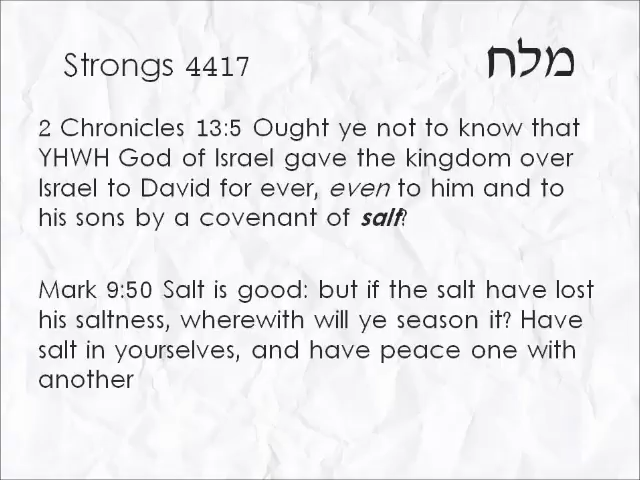 Strongs 4417 מלח
2 Chronicles 13:5 Ought ye not to know that
YHWH God of Israel gave the kingdom over
Israel to David for ever, even to him and to
his sons by a covenant of salt?
Mark 9:50 Salt is good: but if the salt have lost
his saltness, wherewith will ye season it? Have
salt in yourselves, and have peace one with
another